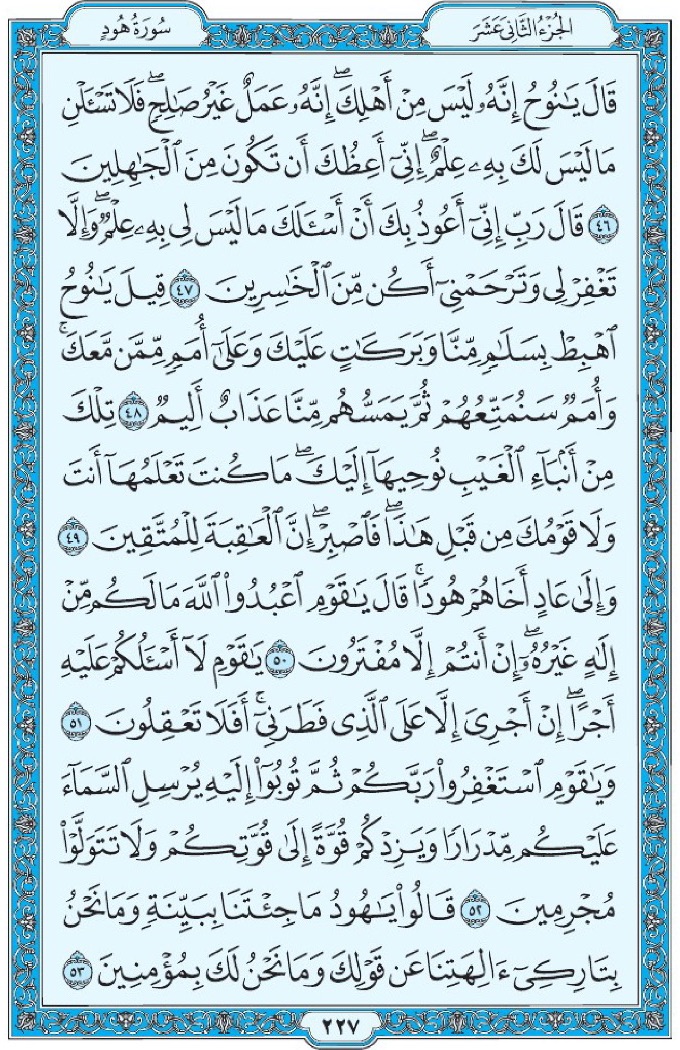 الجُزءُ الثَّانِي عَشَرَ
سُورَةُ هُودٍ
قَالَ يَٰنُوحُ إِنَّهُۥ لَيْسَ مِنْ أَهْلِكَۖ إِنَّهُۥ عَمَلٌ غَيْرُ صَٰلِحٖۖ فَلَا تَسْـَٔلْنِ
مَا لَيْسَ لَكَ بِهِۦ عِلْمٌۖ إِنِّيٓ أَعِظُكَ أَن تَكُونَ مِنَ ٱلْجَٰهِلِينَ
٤٦ قَالَ رَبِّ إِنِّيٓ أَعُوذُ بِكَ أَنْ أَسْـَٔلَكَ مَا لَيْسَ لِي بِهِۦ عِلْمٌۖ وَإِلَّا
تَغْفِرْ لِي وَتَرْحَمْنِيٓ أَكُن مِّنَ ٱلْخَٰسِرِينَ ٤٧ قِيلَ يَٰنُوحُ
ٱهْبِطْ بِسَلَٰمٍ مِّنَّا وَبَرَكَٰتٍ عَلَيْكَ وَعَلَىٰٓ أُمَمٍ مِّمَّن مَّعَكَۚ
وَأُمَمٌ سَنُمَتِّعُهُمْ ثُمَّ يَمَسُّهُم مِّنَّا عَذَابٌ أَلِيمٌ ٤٨ تِلْكَ
مِنْ أَنۢبَآءِ ٱلْغَيْبِ نُوحِيهَآ إِلَيْكَۖ مَا كُنتَ تَعْلَمُهَآ أَنتَ
وَلَا قَوْمُكَ مِن قَبْلِ هَٰذَاۖ فَٱصْبِرْۖ إِنَّ ٱلْعَٰقِبَةَ لِلْمُتَّقِينَ ٤٩
وَإِلَىٰ عَادٍ أَخَاهُمْ هُودًاۚ قَالَ يَٰقَوْمِ ٱعْبُدُوا۟ ٱللَّهَ مَا لَكُم مِّنْ
إِلَٰهٍ غَيْرُهُۥٓۖ إِنْ أَنتُمْ إِلَّا مُفْتَرُونَ ٥٠ يَٰقَوْمِ لَآ أَسْـَٔلُكُمْ عَلَيْهِ
أَجْرًاۖ إِنْ أَجْرِيَ إِلَّا عَلَى ٱلَّذِي فَطَرَنِيٓۚ أَفَلَا تَعْقِلُونَ ٥١
وَيَٰقَوْمِ ٱسْتَغْفِرُوا۟ رَبَّكُمْ ثُمَّ تُوبُوٓا۟ إِلَيْهِ يُرْسِلِ ٱلسَّمَآءَ
عَلَيْكُم مِّدْرَارًا وَيَزِدْكُمْ قُوَّةً إِلَىٰ قُوَّتِكُمْ وَلَا تَتَوَلَّوْا۟
مُجْرِمِينَ ٥٢ قَالُوا۟ يَٰهُودُ مَا جِئْتَنَا بِبَيِّنَةٍ وَمَا نَحْنُ
بِتَارِكِيٓ ءَالِهَتِنَا عَن قَوْلِكَ وَمَا نَحْنُ لَكَ بِمُؤْمِنِينَ ٥٣
٢٢٧